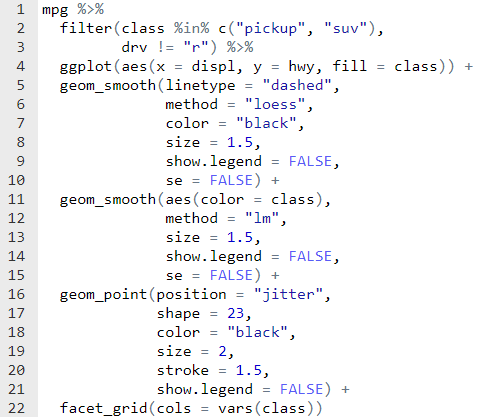 1 mpg %>%
2   filter(class %in% c("pickup", "suv"),
3          drv != "r") %>%
4   ggplot(aes(x = displ, y = hwy, fill = class)) +
5   geom_smooth(linetype = "dashed",
6               method = "loess",
7               color = "black",
8               size = 1.5,
9               show.legend = FALSE,
10              se = FALSE) +
11  geom_smooth(aes(color = class),
12              method = "lm",
13              size = 1.5,
14              show.legend = FALSE,
15              se = FALSE) +
16  geom_point(position = "jitter",
17             shape = 23,
18             color = "black",
19             size = 2,
20             stroke = 1.5,
21             show.legend = FALSE) +
22  facet_grid(cols = vars(class))